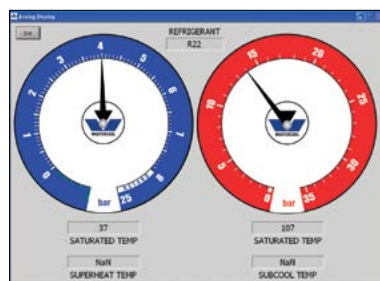 Analog Display
REFRIGERANT
R22
0 1 2 3 4 5 6 7 8 25
bar
0 5 10 15 20 25 30 35
bar
37
SATURATED TEMP
107
SATURATED TEMP
NaN
SUPERHEAT TEMP
NaN
SUBCOOL TEMP